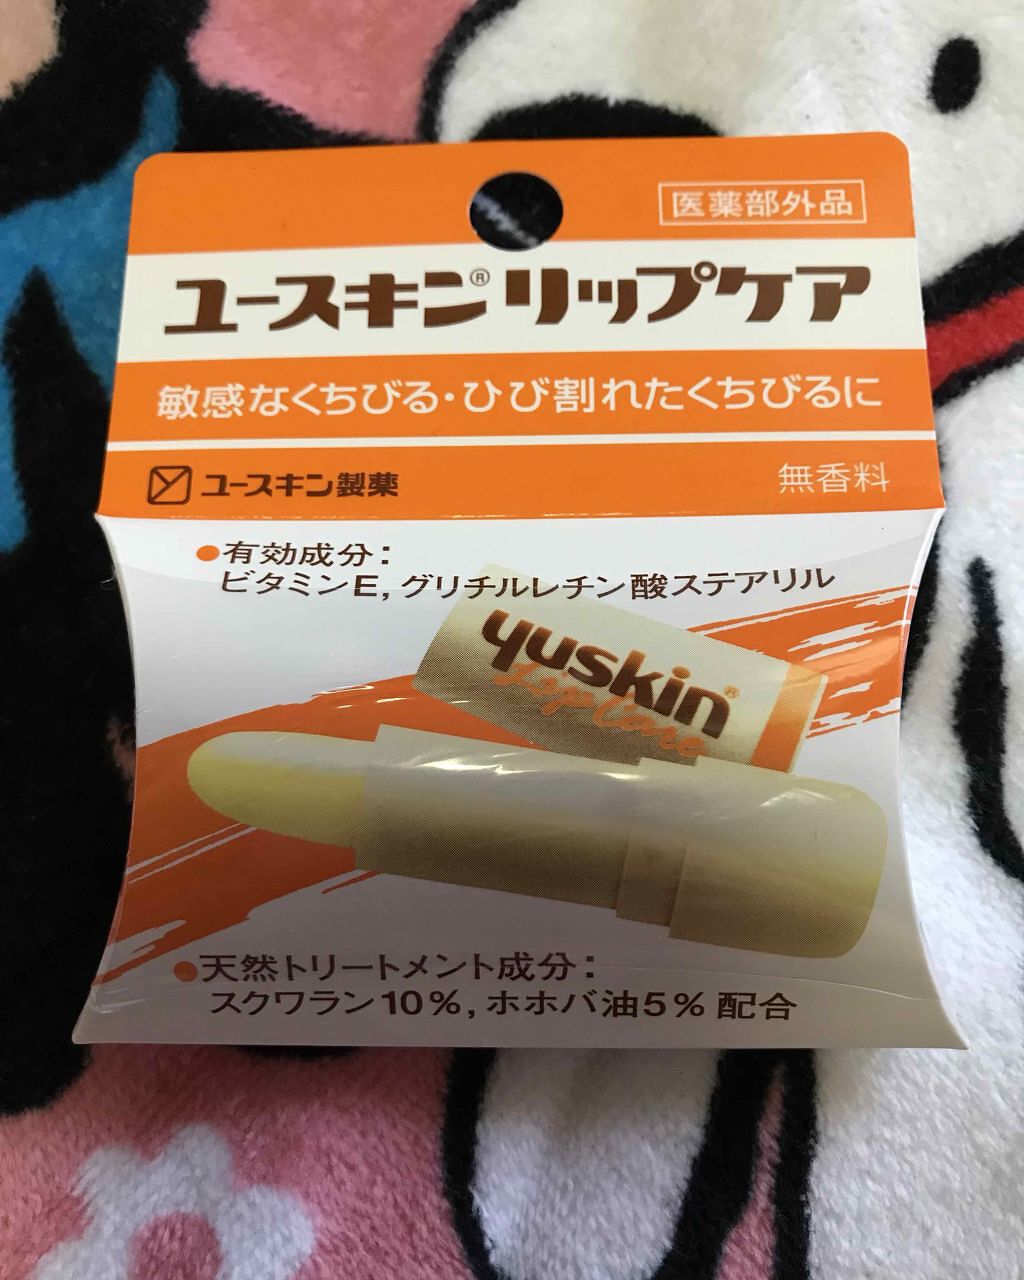 医薬部外品
ユースキン® リップケア
敏感なくちびる・ひび割れたくちびるに
ユースキン製薬
無香料
●有効成分：
ビタミンE, グリチルレチン酸ステアリル
yuskin®
Lip Care
●天然トリートメント成分：
スクワラン10%, ホホバ油5% 配合